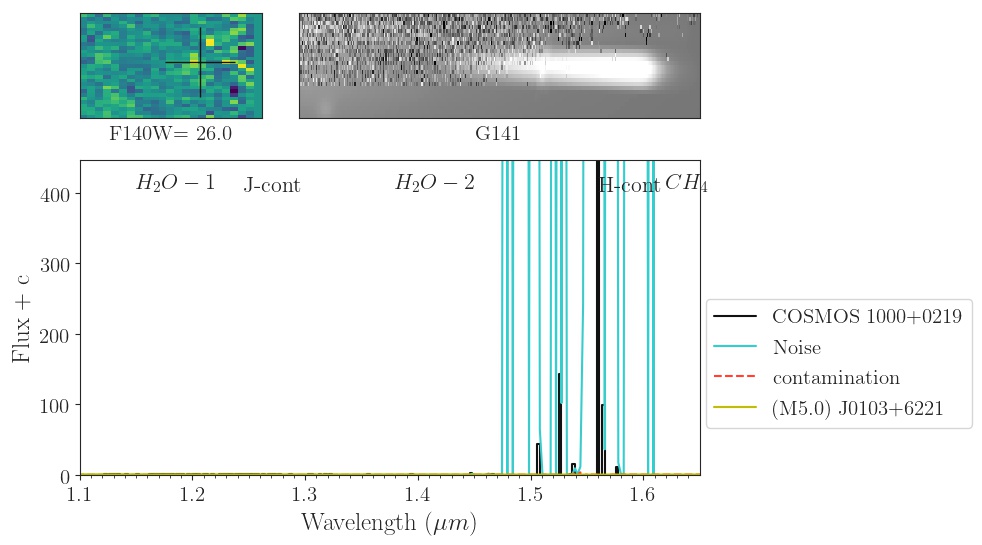 F140W= 26.0
G141
H₂O − 1
J-cont
H₂O − 2
H-cont
CH₄
400
300
200
100
0
Flux + c
1.1
1.2
1.3
1.4
1.5
1.6
Wavelength (μm)
COSMOS 1000+0219
Noise
contamination
(M5.0) J0103+6221